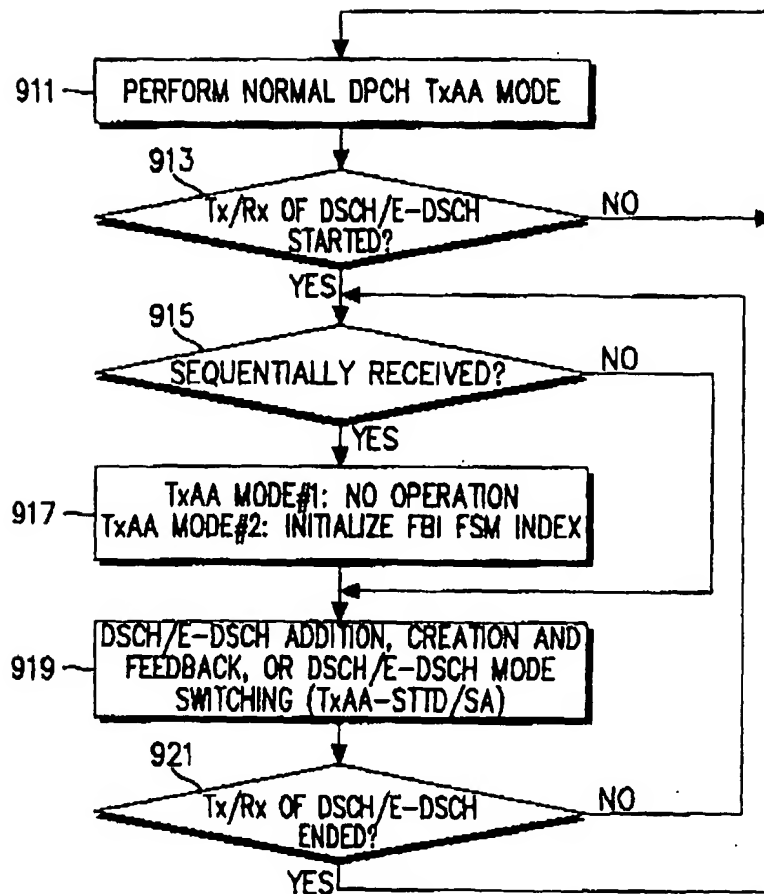 911
PERFORM NORMAL DPCH TxAA MODE
913
Tx/Rx OF DSCH/E-DSCH
STARTED?
NO
YES
915
SEQUENTIALLY RECEIVED?
NO
YES
917
TxAA MODE#1: NO OPERATION
TxAA MODE#2: INITIALIZE FBI FSM INDEX
919
DSCH/E-DSCH ADDITION, CREATION AND
FEEDBACK, OR DSCH/E-DSCH MODE
SWITCHING (TxAA-STTD/SA)
921
Tx/Rx OF DSCH/E-DSCH
ENDED?
NO
YES